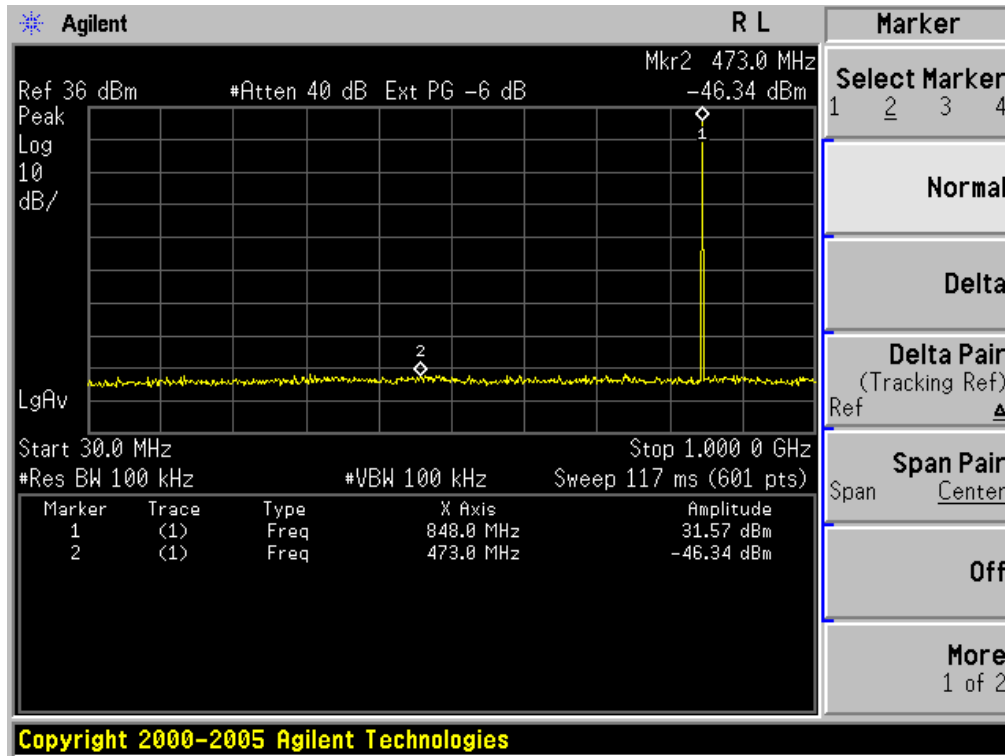 Agilent R L Marker
Mkr2 473.0 MHz
Ref 36 dBm #Atten 40 dB Ext PG -6 dB -46.34 dBm
Peak
Log
10
dB/
1
2
LgAv
Start 30.0 MHz Stop 1.000 0 GHz
#Res BW 100 kHz #VBW 100 kHz Sweep 117 ms (601 pts)
Marker Trace Type X Axis Amplitude
1 (1) Freq 848.0 MHz 31.57 dBm
2 (1) Freq 473.0 MHz -46.34 dBm
Select Marker
1 2 3 4
Normal
Delta
Delta Pair
(Tracking Ref)
Ref Δ
Span Pair
Span Center
Off
More
1 of 2
Copyright 2000-2005 Agilent Technologies